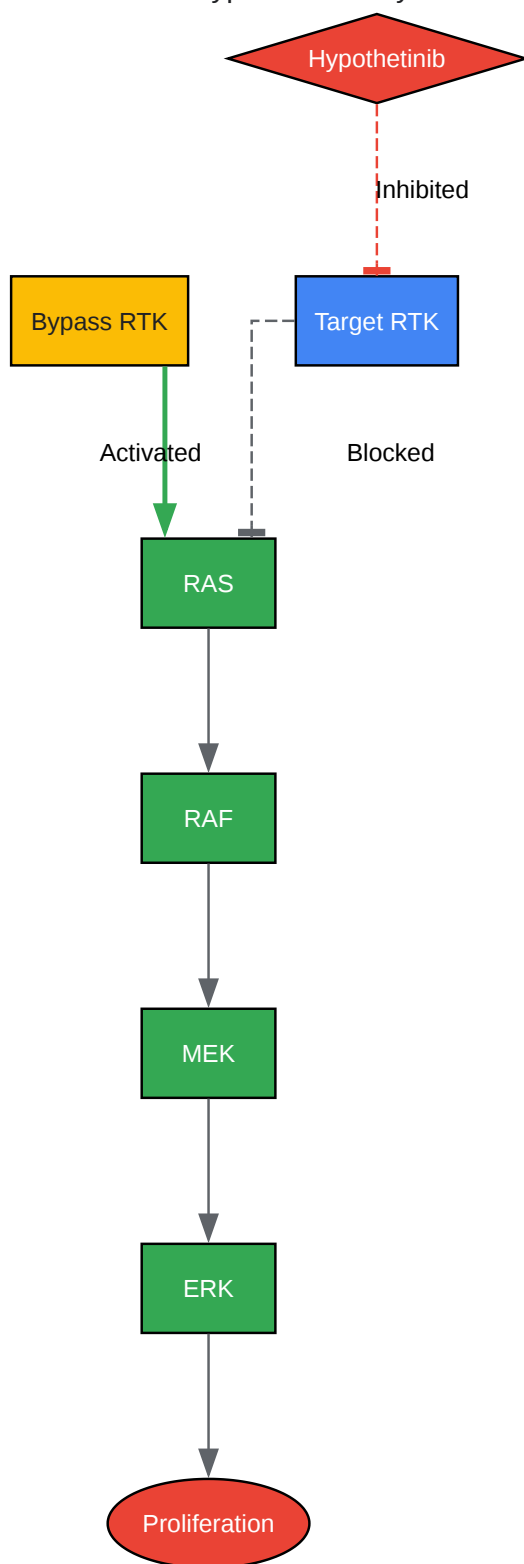 Hypothetinib
Inhibited
Bypass RTK
Target RTK
Activated
Blocked
RAS
RAF
MEK
ERK
Proliferation